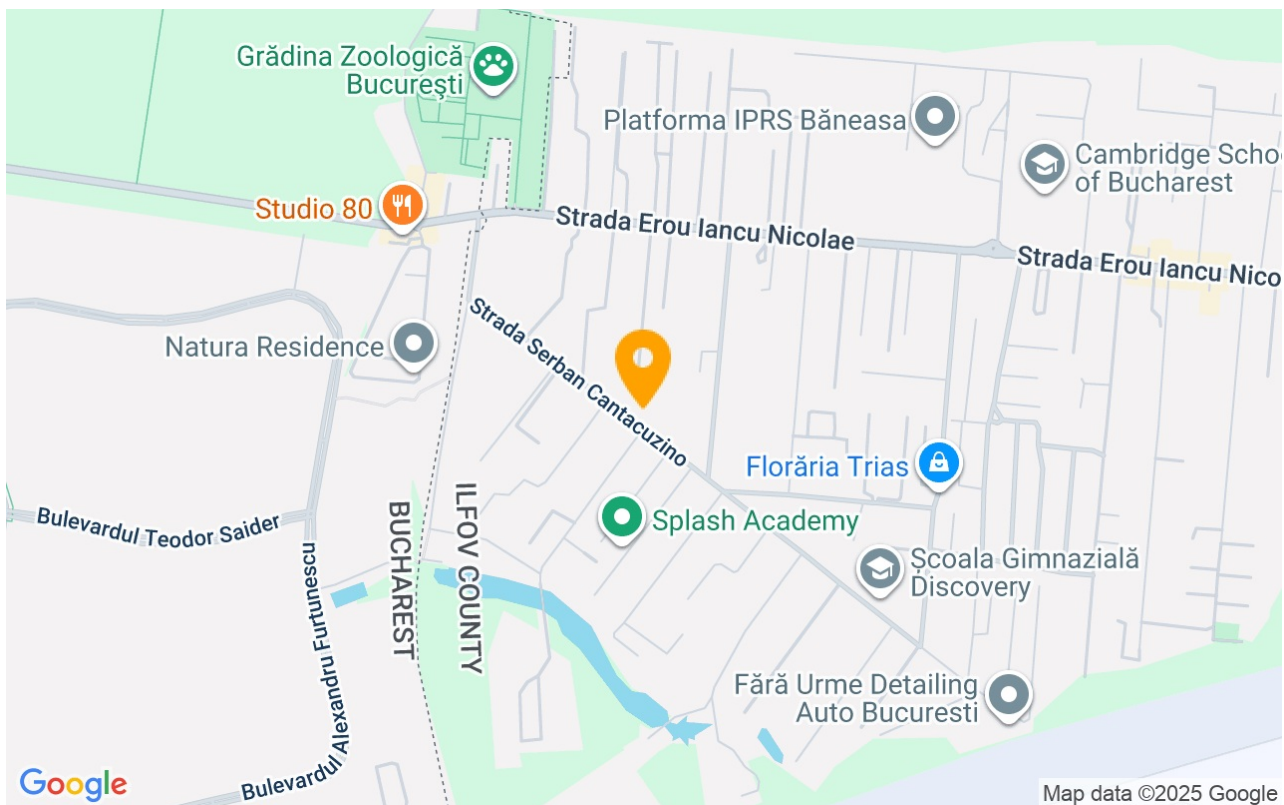 Grădina Zoologică
București
Platforma IPRS Băneasa
Cambridge Schoo
of Bucharest
Studio 80
Strada Erou Iancu Nicolae
Strada Erou Iancu Nico
Strada Serban Cantacuzino
Natura Residence
Florăria Trias
Bulevardul Teodor Saider
BUCHAREST
ILFOV COUNTY
Splash Academy
Școala Gimnazială
Discovery
Bulevardul Alexandru Furtunescu
Fără Urme Detailing
Auto Bucuresti
Google
Map data ©2025 Google